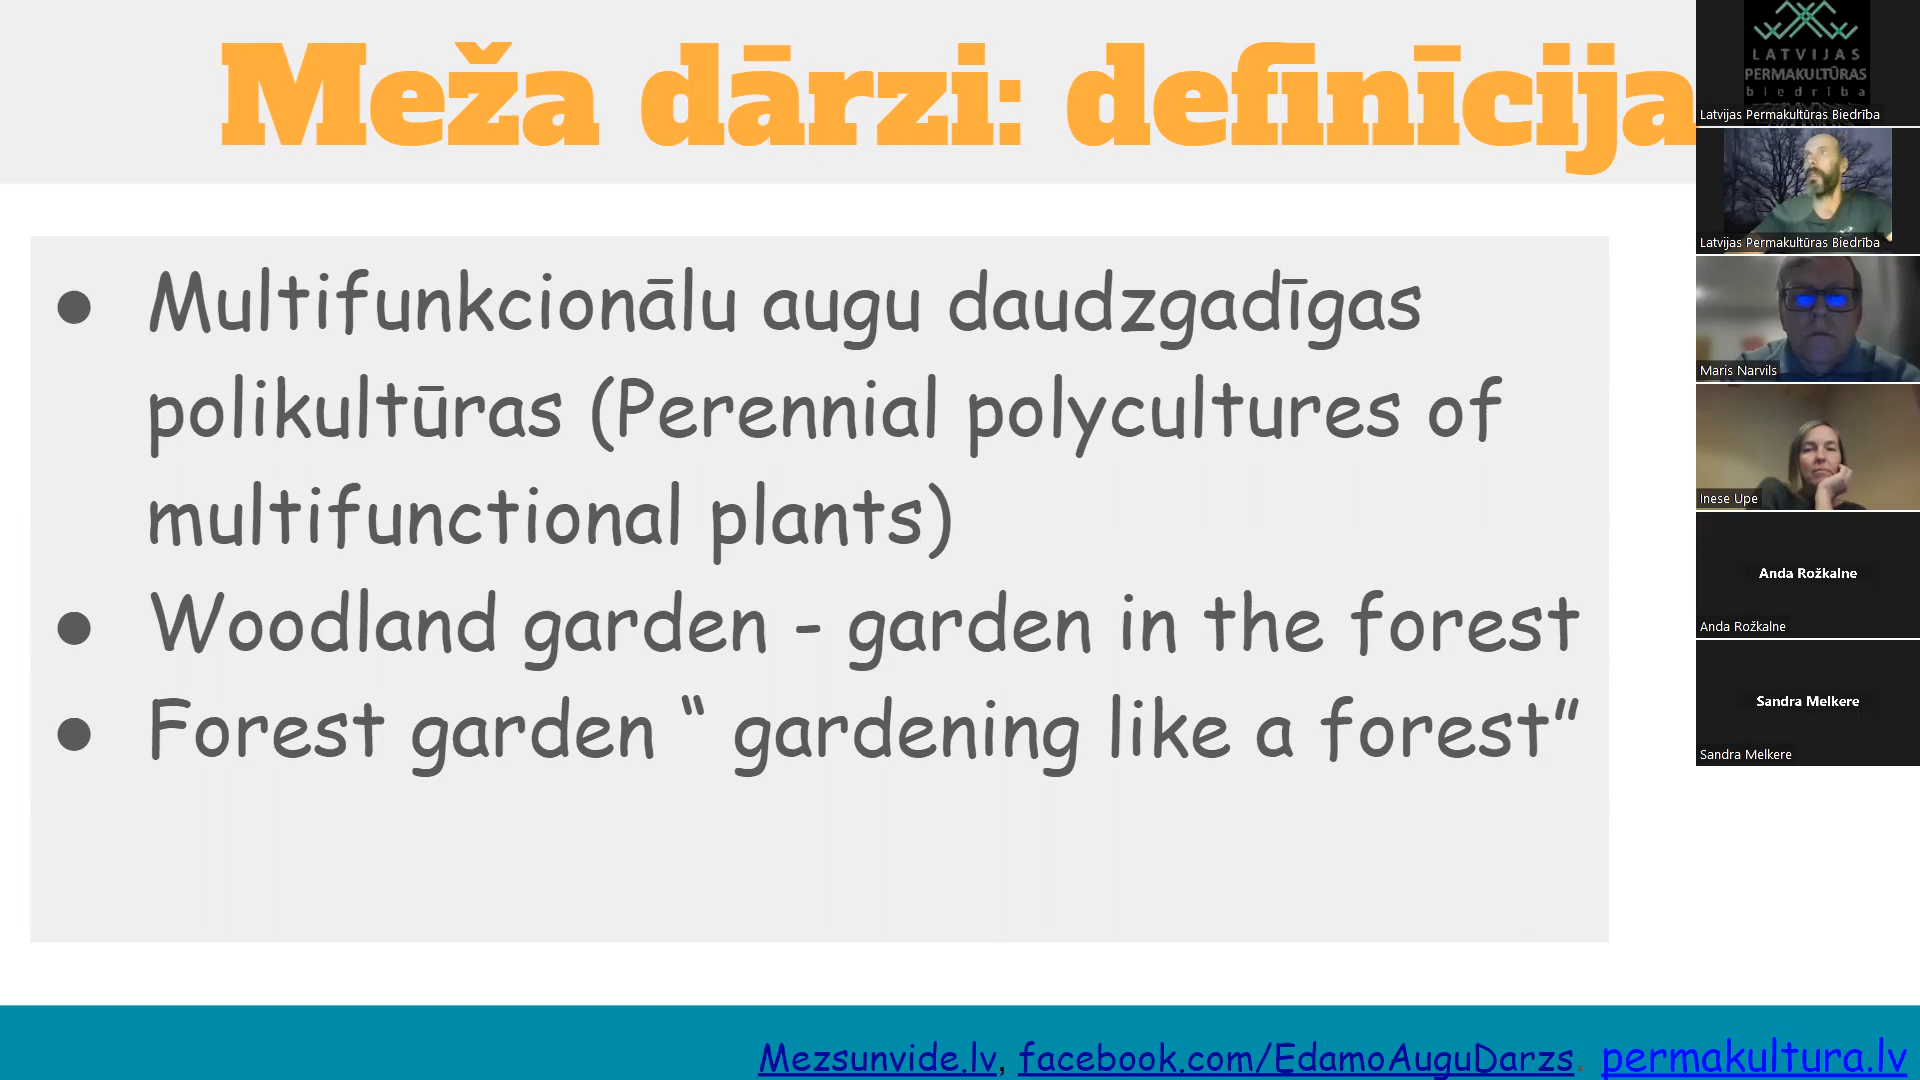 Meža dārzi: definīcija
● Multifunkcionālu augu daudzgadīgas
polikultūras (Perennial polycultures of
multifunctional plants)
● Woodland garden - garden in the forest
● Forest garden “ gardening like a forest”
Mezsunvide.lv, facebook.com/EdamoAuguDarzs. permakultura.lv
LATVIJAS
PERMAKULTŪRAS
biedrība
Latvijas Permakultūras Biedrība
Latvijas Permakultūras Biedrība
Maris Narvils
Inese Upe
Anda Rožkalne
Anda Rožkalne
Sandra Melkere
Sandra Melkere